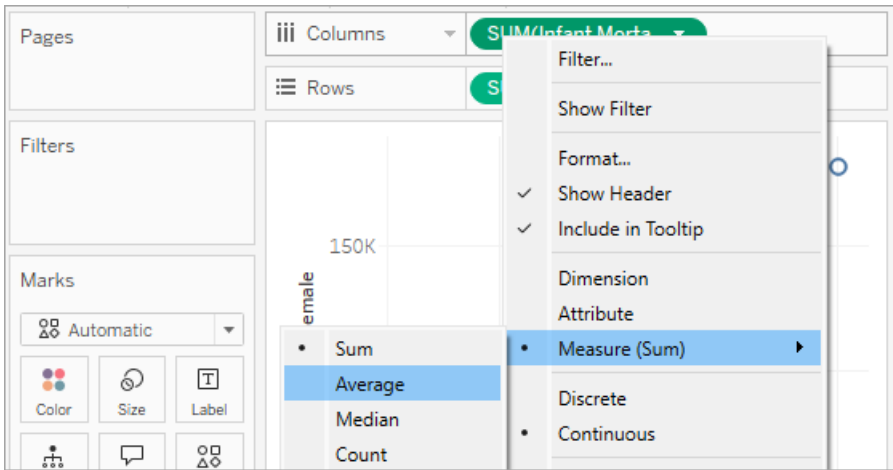 Pages
Columns
SUM(Infant Morta..
Rows
Filters
Marks
Automatic
Color
Size
Label
150K
emale
Filter...
Show Filter
Format...
Show Header
Include in Tooltip
Dimension
Attribute
Measure (Sum)
Discrete
Continuous
Sum
Average
Median
Count